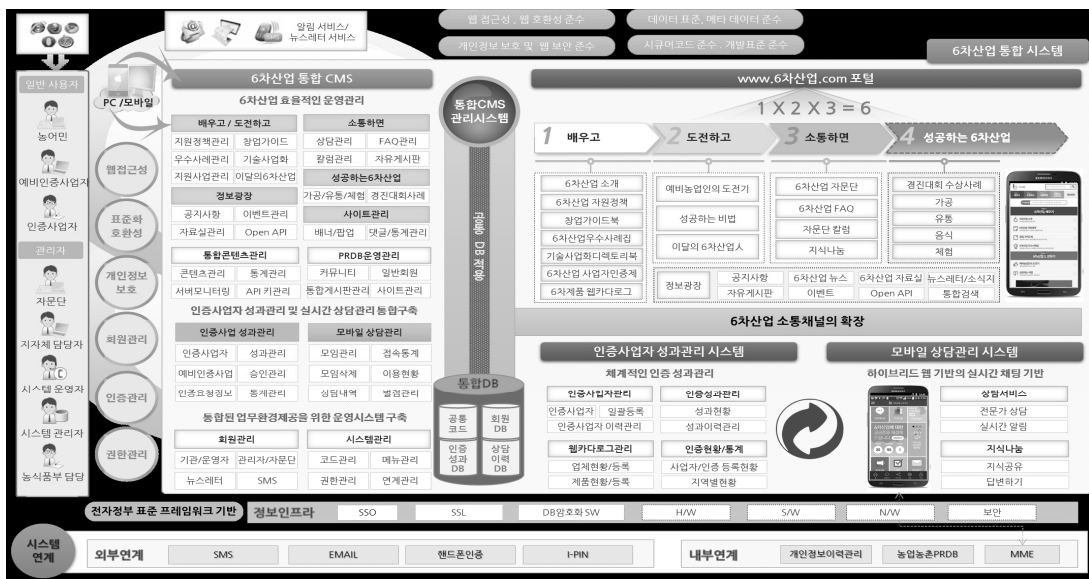 알림 서비스/
뉴스레터 서비스
웹 접근성 . 웹 호환성 준수
데이터 표준, 메타 데이터 준수
개인정보 보호 및 웹 보안 준수
시큐어코드 준수 . 개발표준 준수
6차산업 통합 시스템
일반 사용자
농어민
예비인증사업자
인증사업자
관리자
자문단
지자체 담당자
시스템 운영자
시스템 관리자
농식품부 담당
PC /모바일
웹접근성
표준화
호환성
개인정보
보호
회원관리
인증관리
권한관리
6차산업 통합 CMS
6차산업 효율적인 운영관리
배우고 / 도전하고
지원정책관리 창업가이드
우수사례관리 기술사업화
지원사업관리 이달의6차산업
소통하면
상담관리 FAQ관리
칼럼관리 자유게시판
성공하는6차산업
가공/유통/체험 경진대회사례
정보광장
공지사항 이벤트관리
자료실관리 Open API
사이트관리
배너/팝업 댓글/통계관리
통합콘텐츠관리
콘텐츠관리 통계관리
서버모니터링 API 키관리
PRDB운영관리
커뮤니티 일반회원
통합게시판관리 사이트관리
인증사업자 성과관리 및 실시간 상담관리 통합구축
인증사업 성과관리
인증사업자 성과관리
예비인증사업 승인관리
인증요청정보 통계관리
모바일 상담관리
모임관리 접속통계
모임삭제 이용현황
상담내역 별점관리
통합된 업무환경제공을 위한 운영시스템 구축
회원관리
기관/운영자 관리자/자문단
뉴스레터 SMS
시스템관리
코드관리 메뉴관리
권한관리 연계관리
통합CMS
관리시스템
공통 DB 적용
통합DB
공통
코드
회원
DB
인증
성과
DB
상담
이력
DB
www.6차산업.com 포털
1 X 2 X 3 = 6
1 배우고
2 도전하고
3 소통하면
4 성공하는 6차산업
6차산업 소개
6차산업 지원정책
창업가이드북
6차산업우수사례집
기술사업화디렉토리북
6차산업 사업자인증제
6차제품 웹카다로그
예비농업인의 도전기
성공하는 비법
이달의 6차산업人
6차산업 자문단
6차산업 FAQ
자문단 칼럼
지식나눔
경진대회 수상사례
가공
유통
음식
체험
정보광장
공지사항 6차산업 뉴스 6차산업 자료실 뉴스레터/소식지
자유게시판 이벤트 Open API 통합검색
6차산업 소통채널의 확장
인증사업자 성과관리 시스템
체계적인 인증 성과관리
인증사입자관리
인증사업자 일괄등록
인증사업자 이력관리
인증성과관리
성과현황
성과이력관리
웹카다로그관리
업체현황/등록
제품현황/등록
인증현황/통계
사업자/인증 등록현황
지역별현황
모바일 상담관리 시스템
하이브리드 웹 기반의 실시간 채팅 기반
상담서비스
전문가 상담
실시간 알림
지식나눔
지식공유
답변하기
전자정부 표준 프레임워크 기반
정보인프라 SSO SSL DB암호화 SW H/W S/W N/W 보안
시스템
연계
외부연계 SMS EMAIL 핸드폰인증 I-PIN
내부연계 개인정보이력관리 농업농촌PRDB MME